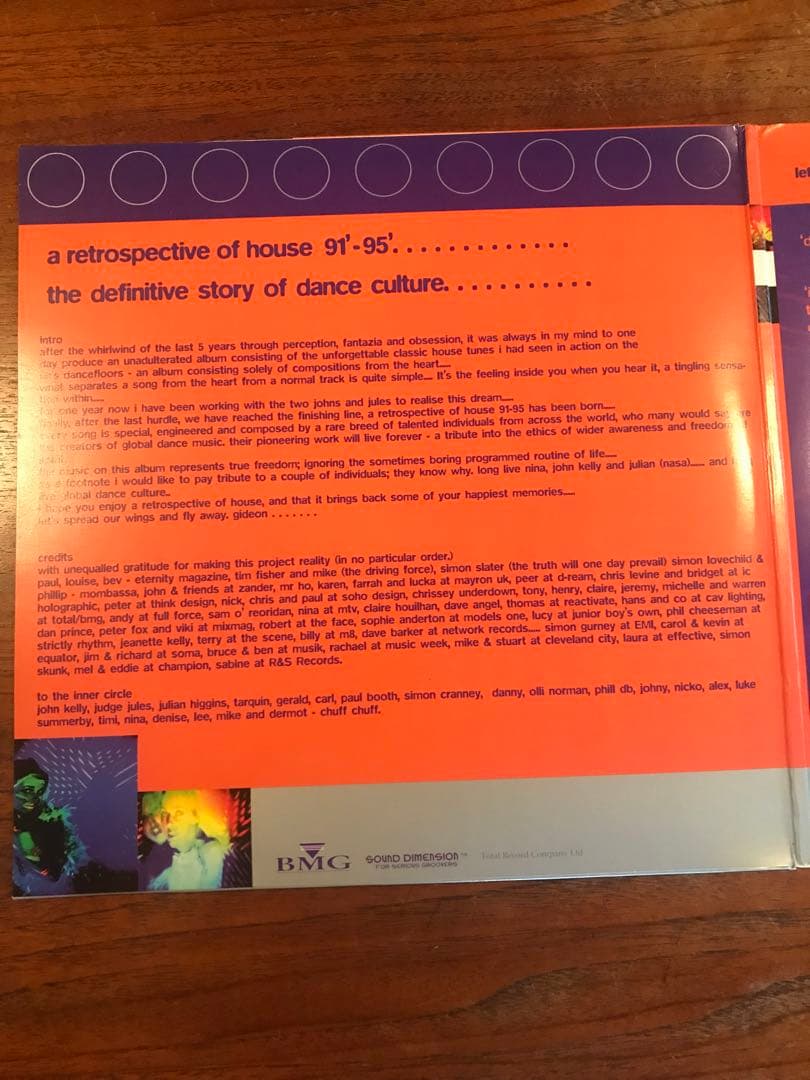 a retrospective of house 91'-95'. . . . . . . . . . . . .
the definitive story of dance culture. . . . . . . . . . .
intro
after the whirlwind of the last 5 years through perception, fantazia and obsession, it was always in my mind to one
day produce an unadulterated album consisting of the unforgettable classic house tunes i had seen in action on the
dancefloors - an album consisting solely of compositions from the heart....
what separates a song from the heart from a normal track is quite simple.... It's the feeling inside you when you hear it, a tingling sensa-
tion within.....
for one year now i have been working with the two johns and jules to realise this dream.....
finally, after the last hurdle, we have reached the finishing line, a retrospective of house 91-95 has been born.....
every song is special, engineered and composed by a rare breed of talented individuals from across the world, who many would say are
creators of global dance music. their pioneering work will live forever - a tribute into the ethics of wider awareness and freedom
the music on this album represents true freedom; ignoring the sometimes boring programmed routine of life.....
as a footnote i would like to pay tribute to a couple of individuals; they know why. long live nina, john kelly and julian (nasa)..... and
global dance culture..
i hope you enjoy a retrospective of house, and that it brings back some of your happiest memories.....
let's spread our wings and fly away. gideon . . . . . . .
credits
with unequalled gratitude for making this project reality (in no particular order.)
paul, louise, bev - eternity magazine, tim fisher and mike (the driving force), simon slater (the truth will one day prevail) simon lovechild &
phillip - mombassa, john & friends at zander, mr ho, karen, farrah and lucka at mayron uk, peer at d-ream, chris levine and bridget at ic
holographic, peter at think design, nick, chris and paul at soho design, chrissey underdown, tony, henry, claire, jeremy, michelle and warren
at total/bmg, andy at full force, sam o' reoridan, nina at mtv, claire houilhan, dave angel, thomas at reactivate, hans and co at cav lighting,
dan prince, peter fox and viki at mixmag, robert at the face, sophie anderton at models one, lucy at junior boy's own, phil cheeseman at
strictly rhythm, jeanette kelly, terry at the scene, billy at m8, dave barker at network records..... simon gurney at EMI, carol & kevin at
equator, jim & richard at soma, bruce & ben at musik, rachael at music week, mike & stuart at cleveland city, laura at effective, simon
skunk, mel & eddie at champion, sabine at R&S Records.
to the inner circle
john kelly, judge jules, julian higgins, tarquin, gerald, carl, paul booth, simon cranney, danny, olli norman, phill db, johny, nicko, alex, luke
summerby, timi, nina, denise, lee, mike and dermot - chuff chuff.
BMG
SOUND DIMENSION™
FOR SERIOUS GROOVERS
Total Record Company Ltd